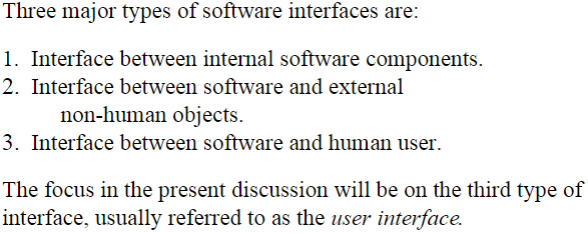 Three major types of software interfaces are:
1. Interface between internal software components.
2. Interface between software and external
non-human objects.
3. Interface between software and human user.
The focus in the present discussion will be on the third type of
interface, usually referred to as the user interface.